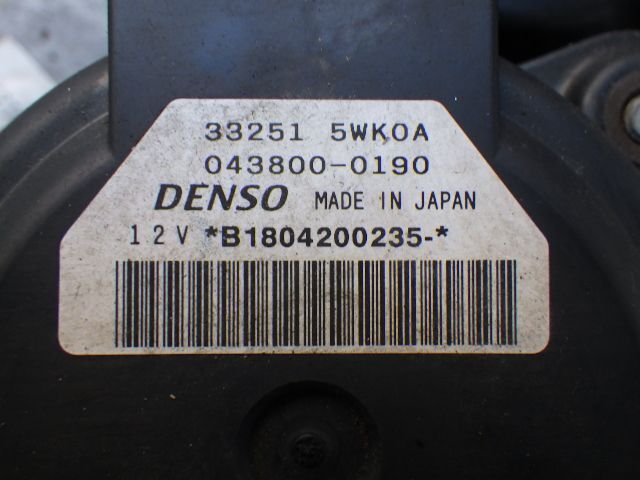 33251 5WK0A
043800-0190
DENSO MADE IN JAPAN
12V *B1804200235-*